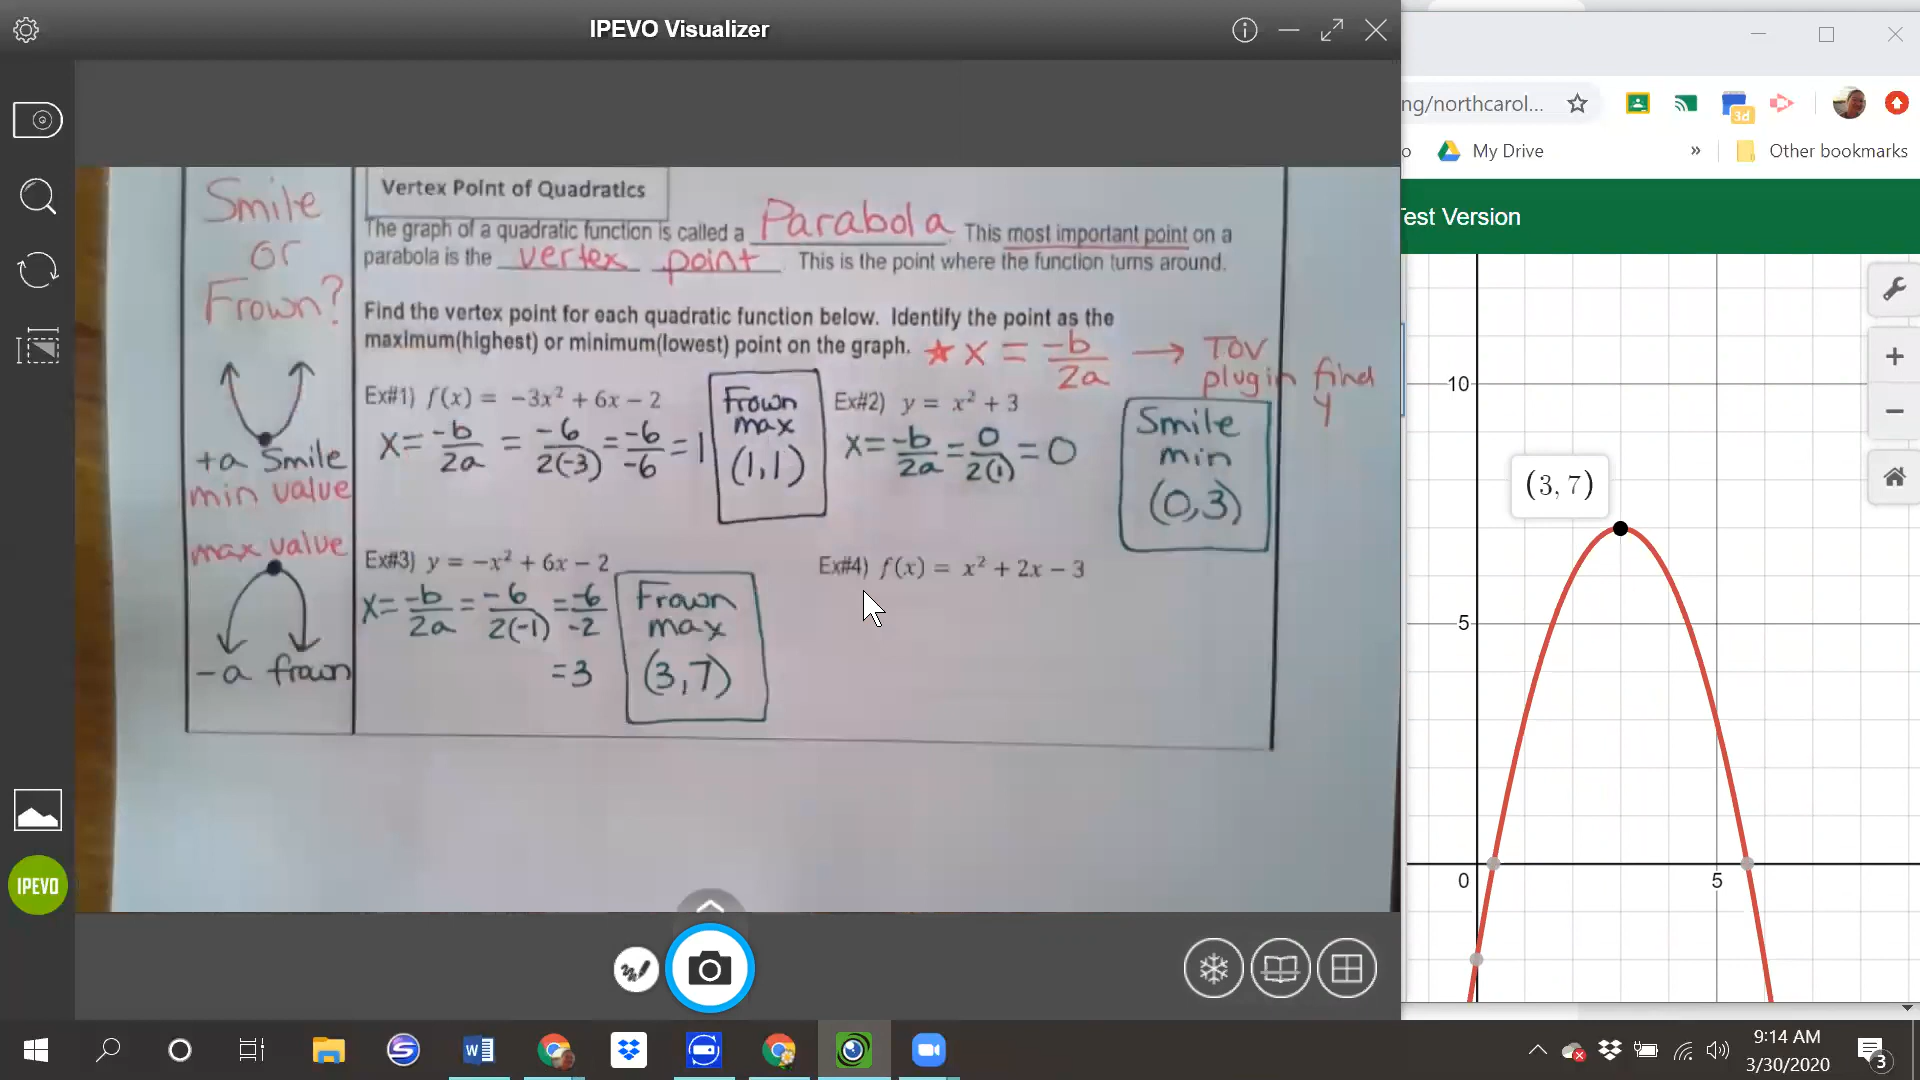 IPEVO Visualizer
Smile
or
Frown?
+a Smile
min value
max value
-a frown
Vertex Point of Quadratics
The graph of a quadratic function is called a Parabola. This most important point on a
parabola is the vertex point. This is the point where the function turns around.
Find the vertex point for each quadratic function below. Identify the point as the
maximum(highest) or minimum(lowest) point on the graph. ★ x = -b/2a → TOV
plug in find
y
Ex#1) f(x) = −3x² + 6x − 2
x = -b/2a = -6/2(-3) = -6/-6 = 1
Frown
max
(1,1)
Ex#2) y = x² + 3
x = -b/2a = 0/2(1) = 0
Smile
min
(0,3)
Ex#3) y = −x² + 6x − 2
x = -b/2a = -6/2(-1) = -6/-2
= 3
Frown
max
(3,7)
Ex#4) f(x) = x² + 2x − 3
IPEVO
ng/northcarol...
3d
o My Drive » Other bookmarks
Test Version
10
(3, 7)
5
0 5
9:14 AM
3/30/2020
3